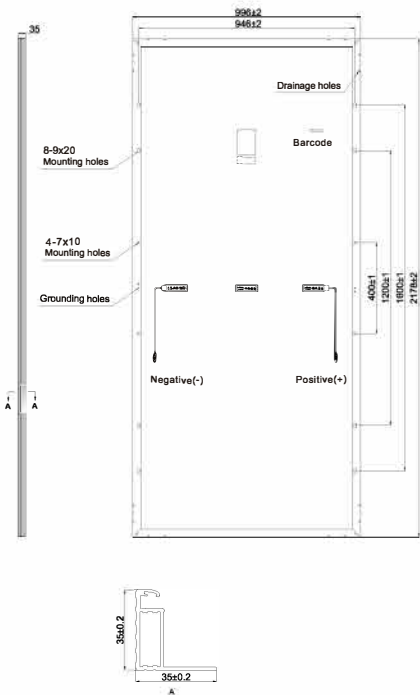 996±2
946±2
35
Drainage holes
Barcode
8-9x20
Mounting holes
4-7x10
Mounting holes
Grounding holes
400±1
1200±1
1600±1
2178±2
Negative(-)
Positive(+)
A
A
35±0.2
35±0.2
A